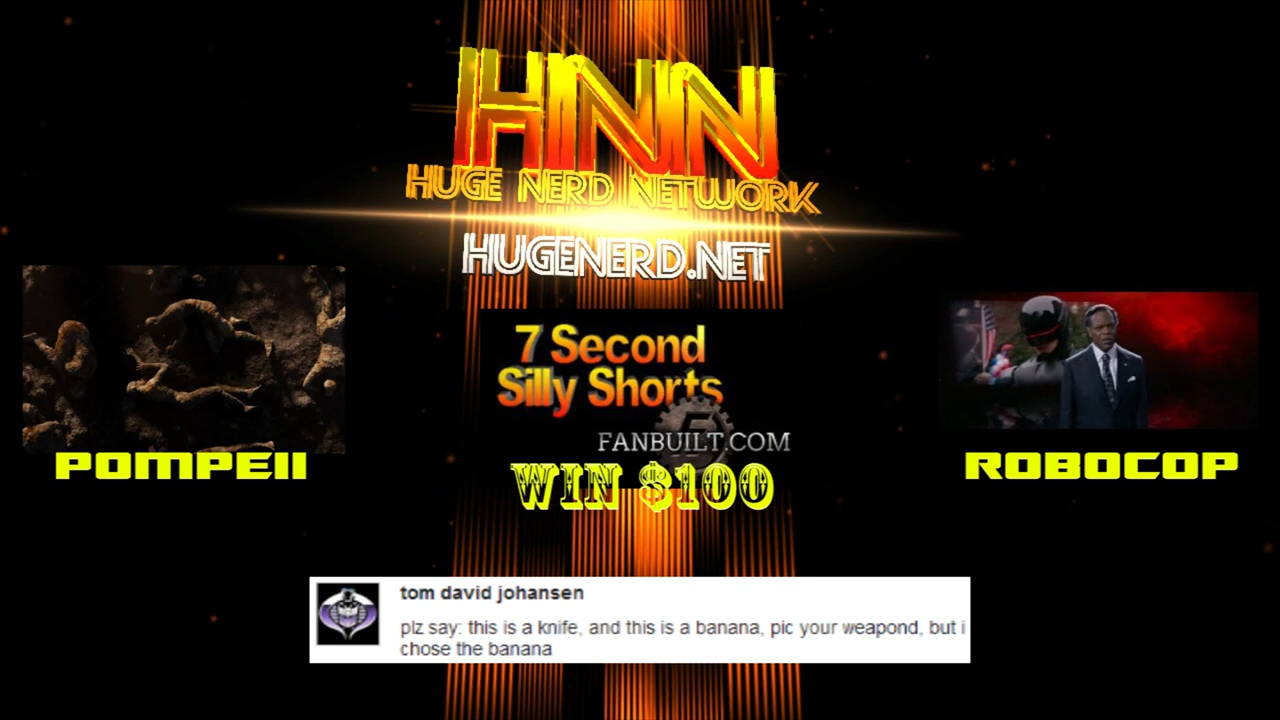 HNN
HUGE NERD NETWORK
HUGENERD.NET
7 Second
Silly Shorts
FANBUILT.COM
WIN $100
POMPEII
ROBOCOP
tom david johansen
plz say: this is a knife, and this is a banana, pic your weapond, but i
chose the banana